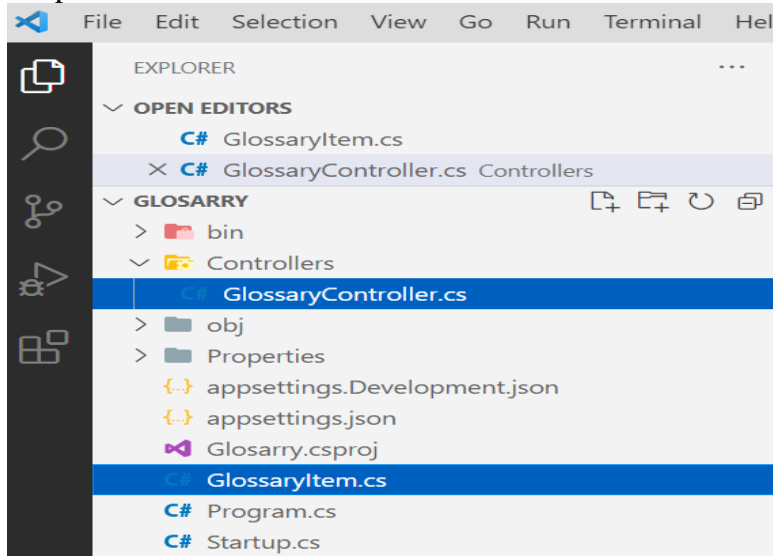 File Edit Selection View Go Run Terminal Hel
EXPLORER ...
OPEN EDITORS
C# GlossaryItem.cs
C# GlossaryController.cs Controllers
GLOSARRY
bin
Controllers
C# GlossaryController.cs
obj
Properties
{..} appsettings.Development.json
{..} appsettings.json
Glosarry.csproj
C# GlossaryItem.cs
C# Program.cs
C# Startup.cs